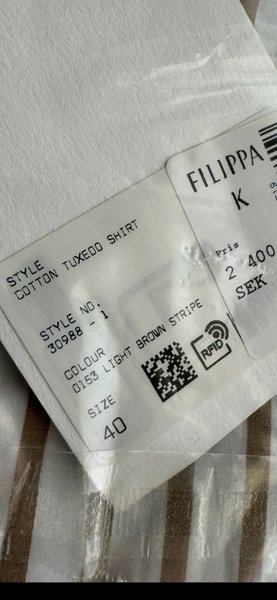 STYLE
COTTON TUXEDO SHIRT
STYLE NO.
30988 - 1
COLOUR
0153 LIGHT BROWN STRIPE
SIZE
40
RFID
FILIPPA
K
Pris
2 400
SEK